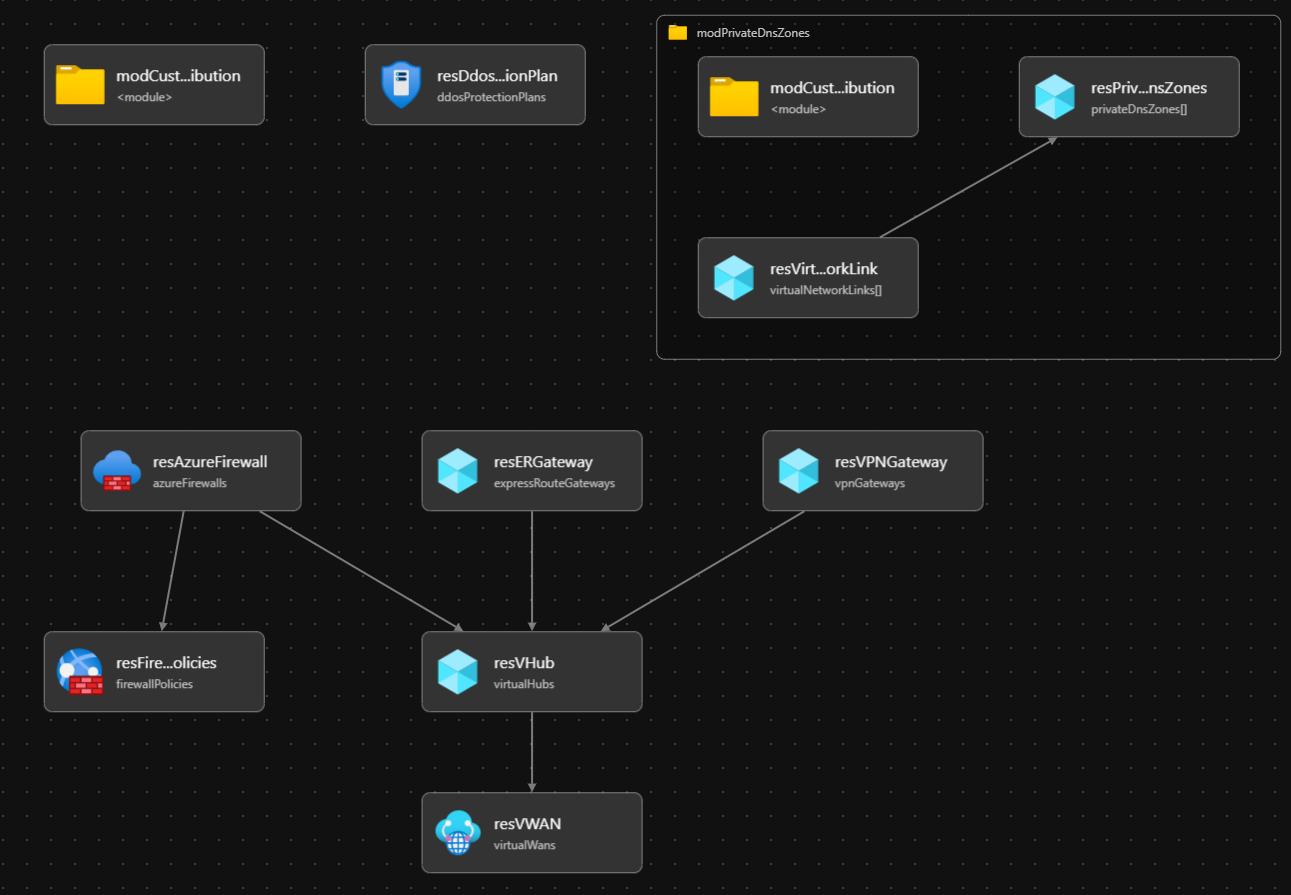 modPrivateDnsZones
modCust...ibution
<module>
resDdos...ionPlan
ddosProtectionPlans
modCust...ibution
<module>
resPriv...nsZones
privateDnsZones[]
resVirt...orkLink
virtualNetworkLinks[]
resAzureFirewall
azureFirewalls
resERGateway
expressRouteGateways
resVPNGateway
vpnGateways
resFire...olicies
firewallPolicies
resVHub
virtualHubs
resVWAN
virtualWans